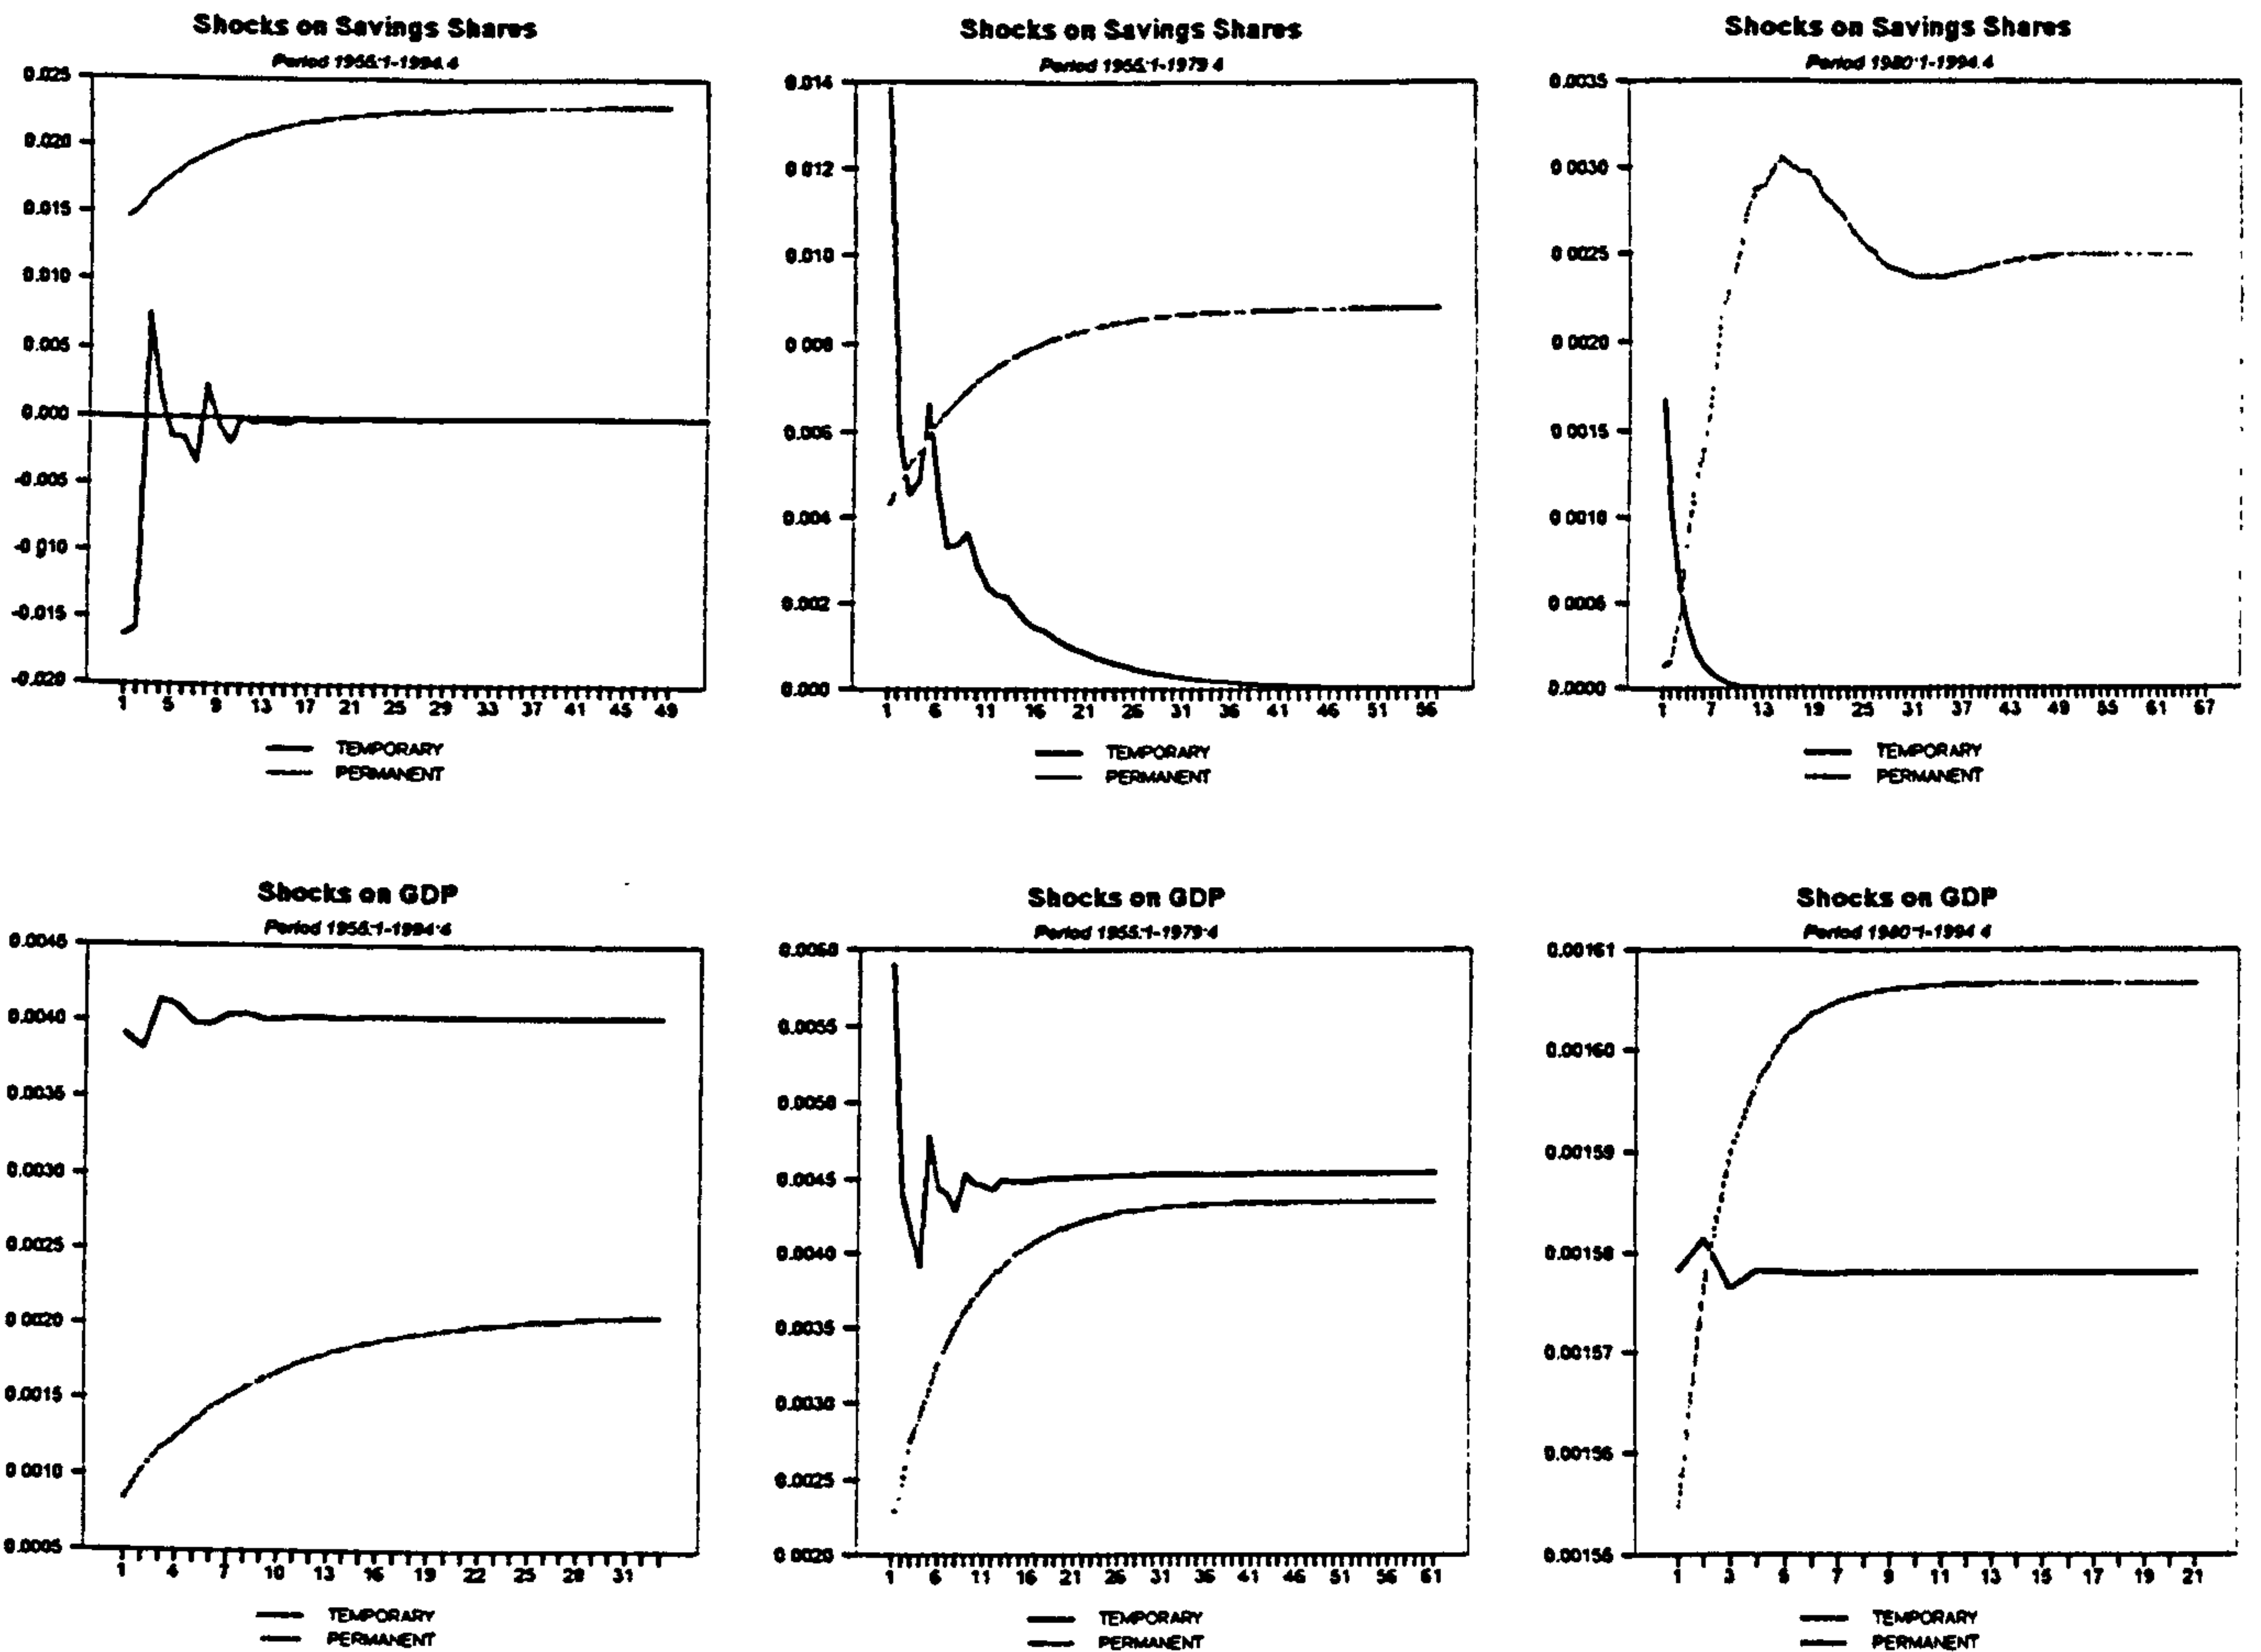 Shocks on Savings Shares
Period 1955:1-1994:4
0.025
0.020
0.015
0.010
0.005
0.000
-0.005
-0.010
-0.015
-0.020
1 5 9 13 17 21 25 29 33 37 41 45 49
TEMPORARY
PERMANENT
Shocks on Savings Shares
Period 1955:1-1979:4
0.014
0.012
0.010
0.008
0.006
0.004
0.002
0.000
1 6 11 16 21 26 31 36 41 46 51 56
TEMPORARY
PERMANENT
Shocks on Savings Shares
Period 1980:1-1994:4
0.0035
0.0030
0.0025
0.0020
0.0015
0.0010
0.0005
0.0000
1 7 13 19 25 31 37 43 49 55 61 67
TEMPORARY
PERMANENT
Shocks on GDP
Period 1955:1-1994:4
0.0045
0.0040
0.0035
0.0030
0.0025
0.0020
0.0015
0.0010
0.0005
1 4 7 10 13 16 19 22 25 28 31
TEMPORARY
PERMANENT
Shocks on GDP
Period 1955:1-1979:4
0.0060
0.0055
0.0050
0.0045
0.0040
0.0035
0.0030
0.0025
0.0020
1 6 11 16 21 26 31 36 41 46 51 56 61
TEMPORARY
PERMANENT
Shocks on GDP
Period 1980:1-1994:4
0.00161
0.00160
0.00159
0.00158
0.00157
0.00156
0.00155
1 3 5 7 9 11 13 15 17 19 21
TEMPORARY
PERMANENT